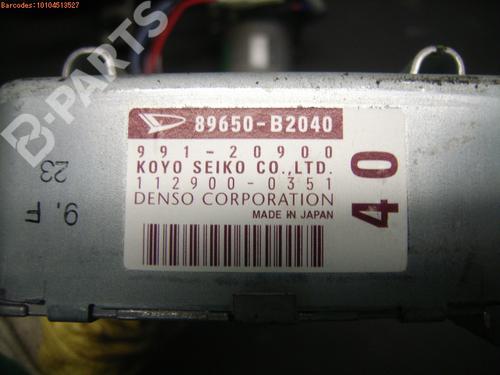 Barcodes:10104513527
B-PARTS
89650-B2040
991-20900
KOYO SEIKO CO.,LTD.
112900-0351
DENSO CORPORATION
MADE IN JAPAN
40
23
9. F